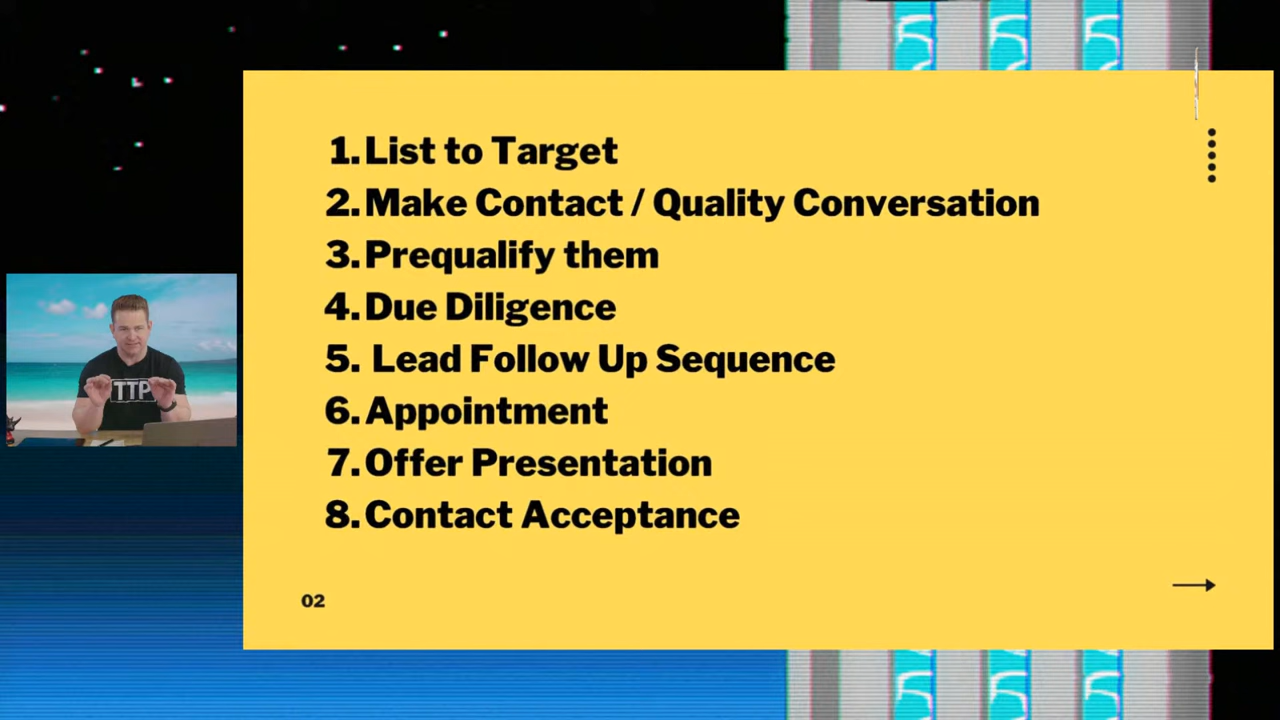 1. List to Target
2. Make Contact / Quality Conversation
3. Prequalify them
4. Due Diligence
5. Lead Follow Up Sequence
6. Appointment
7. Offer Presentation
8. Contact Acceptance
TTP
02